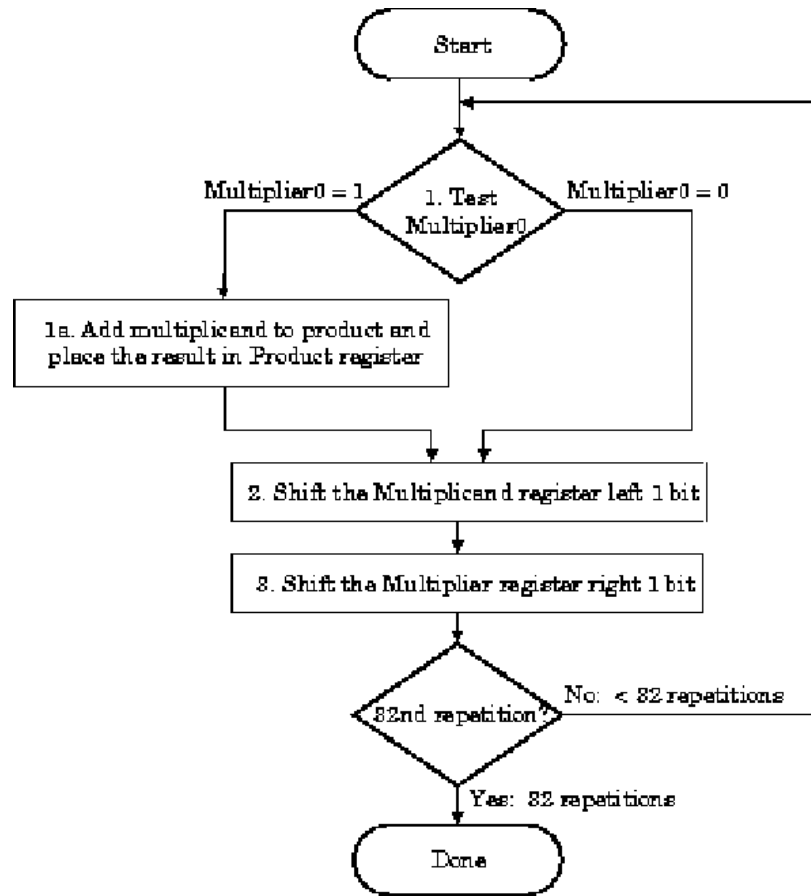 Start
Multiplier0 = 1
Multiplier0 = 0
1. Test
Multiplier0
1a. Add multiplicand to product and
place the result in Product register
2. Shift the Multiplicand register left 1 bit
3. Shift the Multiplier register right 1 bit
32nd repetition?
No: < 32 repetitions
Yes: 32 repetitions
Done